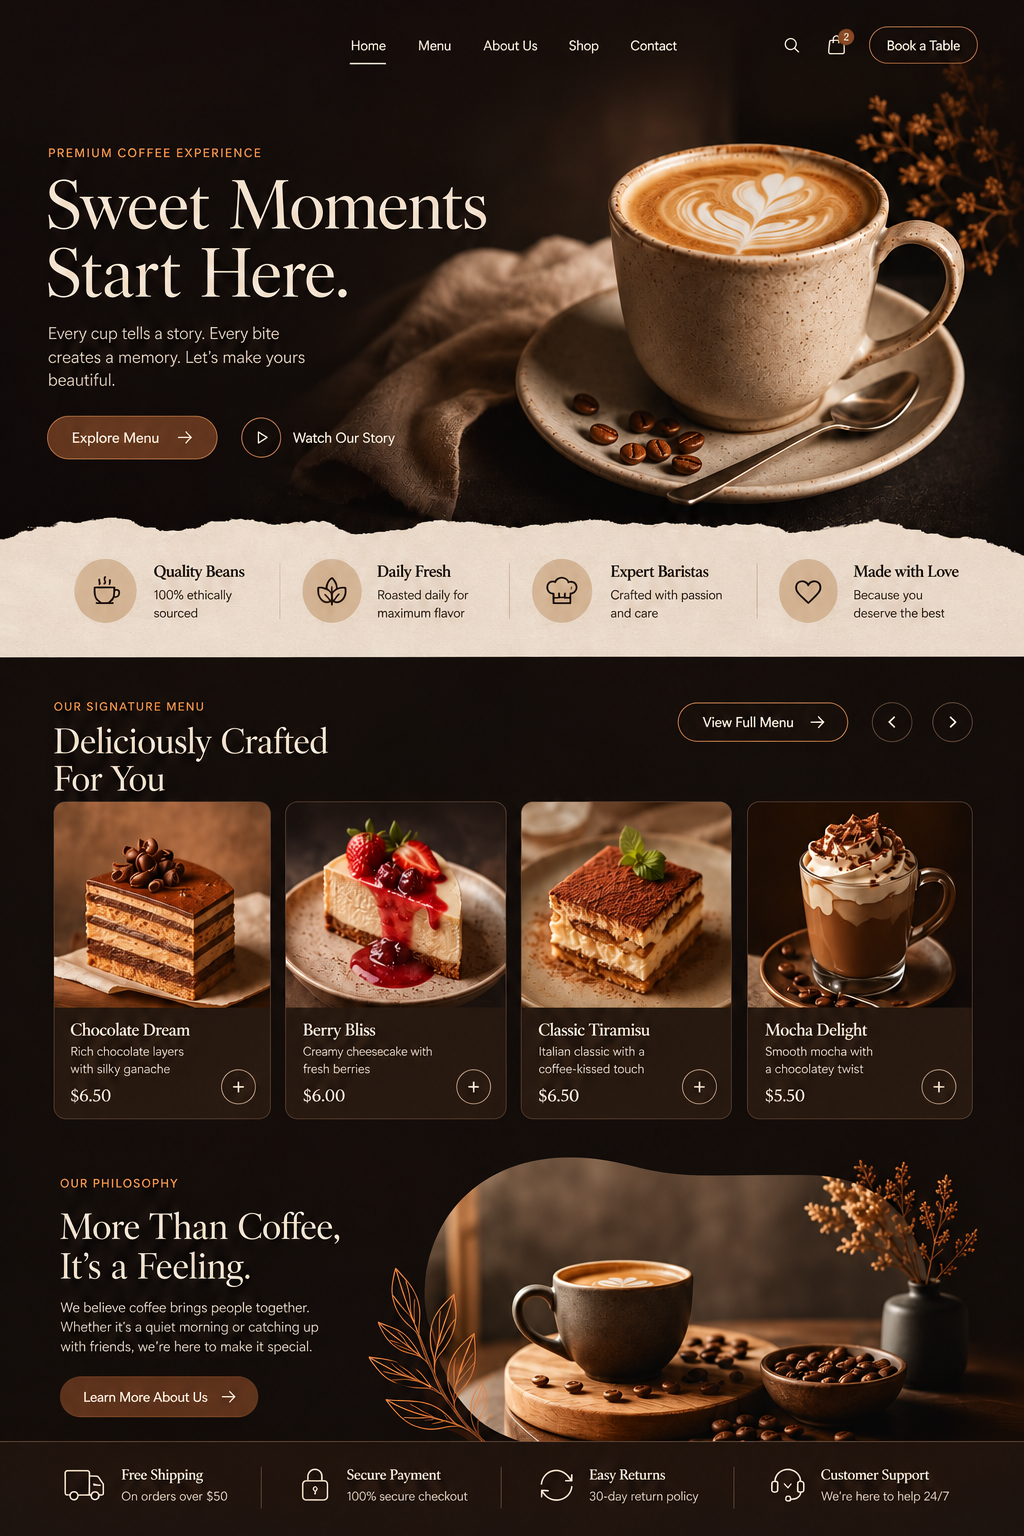 Home
Menu
About Us
Shop
Contact
2
Book a Table
PREMIUM COFFEE EXPERIENCE
Sweet Moments
Start Here.
Every cup tells a story. Every bite
creates a memory. Let's make yours
beautiful.
Explore Menu
Watch Our Story
Quality Beans
100% ethically
sourced
Daily Fresh
Roasted daily for
maximum flavor
Expert Baristas
Crafted with passion
and care
Made with Love
Because you
deserve the best
OUR SIGNATURE MENU
Deliciously Crafted
For You
View Full Menu
Chocolate Dream
Rich chocolate layers
with silky ganache
$6.50
Berry Bliss
Creamy cheesecake with
fresh berries
$6.00
Classic Tiramisu
Italian classic with a
coffee-kissed touch
$6.50
Mocha Delight
Smooth mocha with
a chocolatey twist
$5.50
OUR PHILOSOPHY
More Than Coffee,
It's a Feeling.
We believe coffee brings people together.
Whether it's a quiet morning or catching up
with friends, we're here to make it special.
Learn More About Us
Free Shipping
On orders over $50
Secure Payment
100% secure checkout
Easy Returns
30-day return policy
Customer Support
We're here to help 24/7